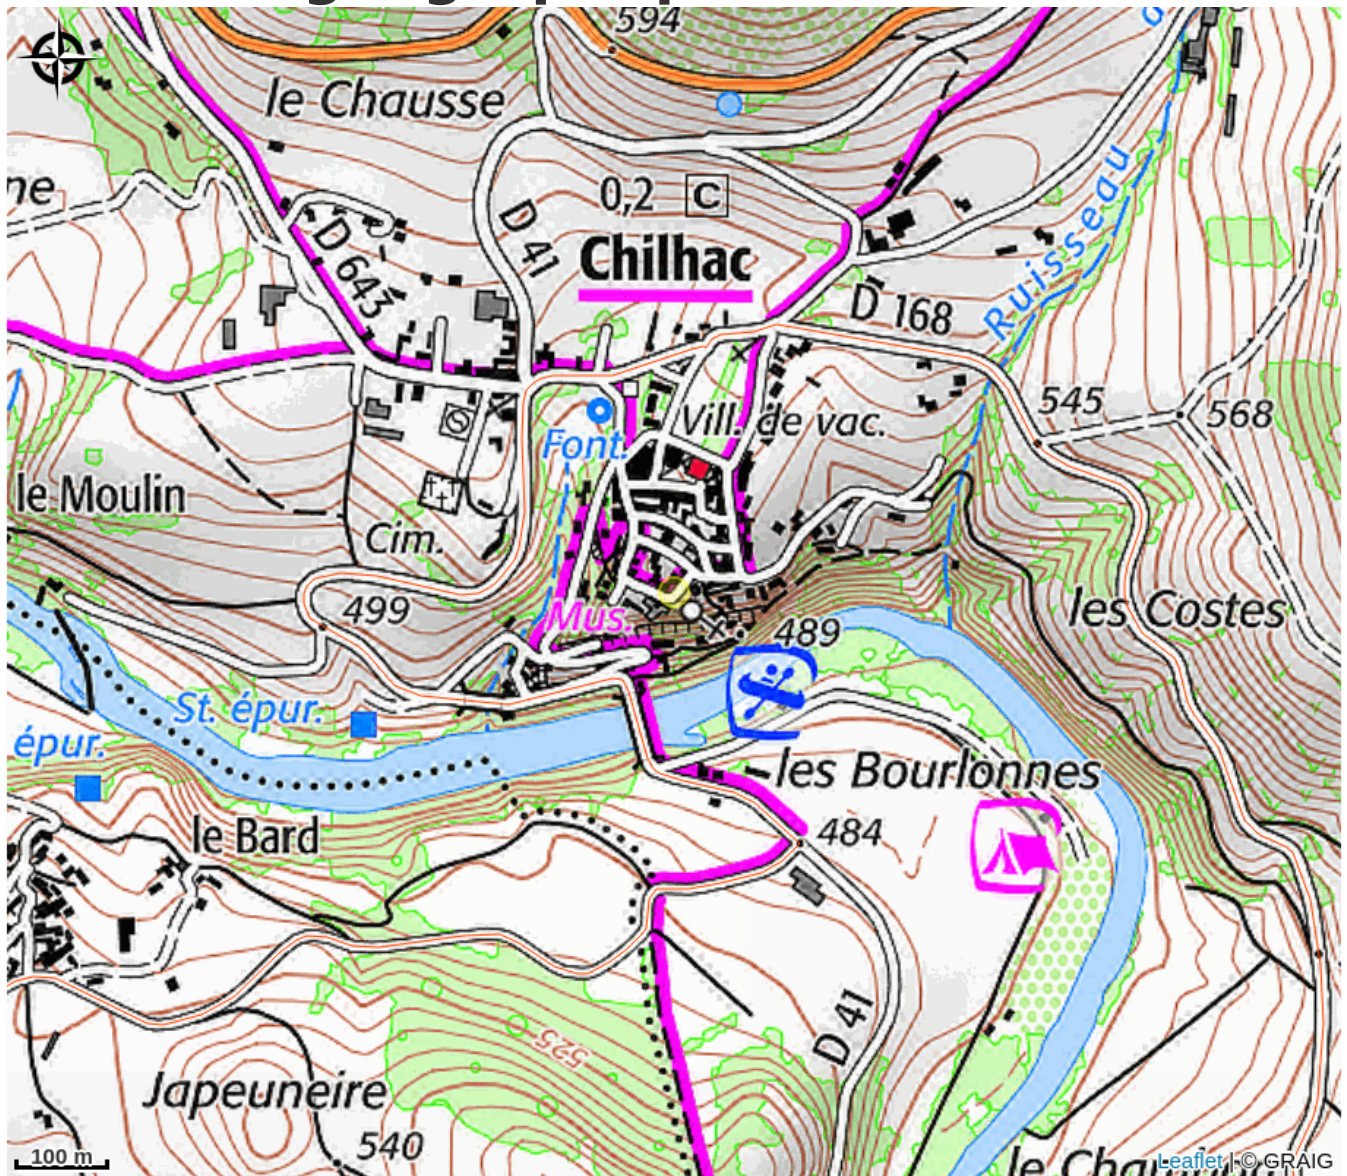 594
le Chausse
ne
0,2 C
D 41
Chilhac
D 643
D 168
Ruisseau d
545
568
Vill. de vac.
Font.
le Moulin
Cim.
499
Mus.
489
les Costes
St. épur.
épur.
les Bourlonnes
484
le Bard
D 41
525
Japeuneire
540
100 m
Leaflet | © GRAIG